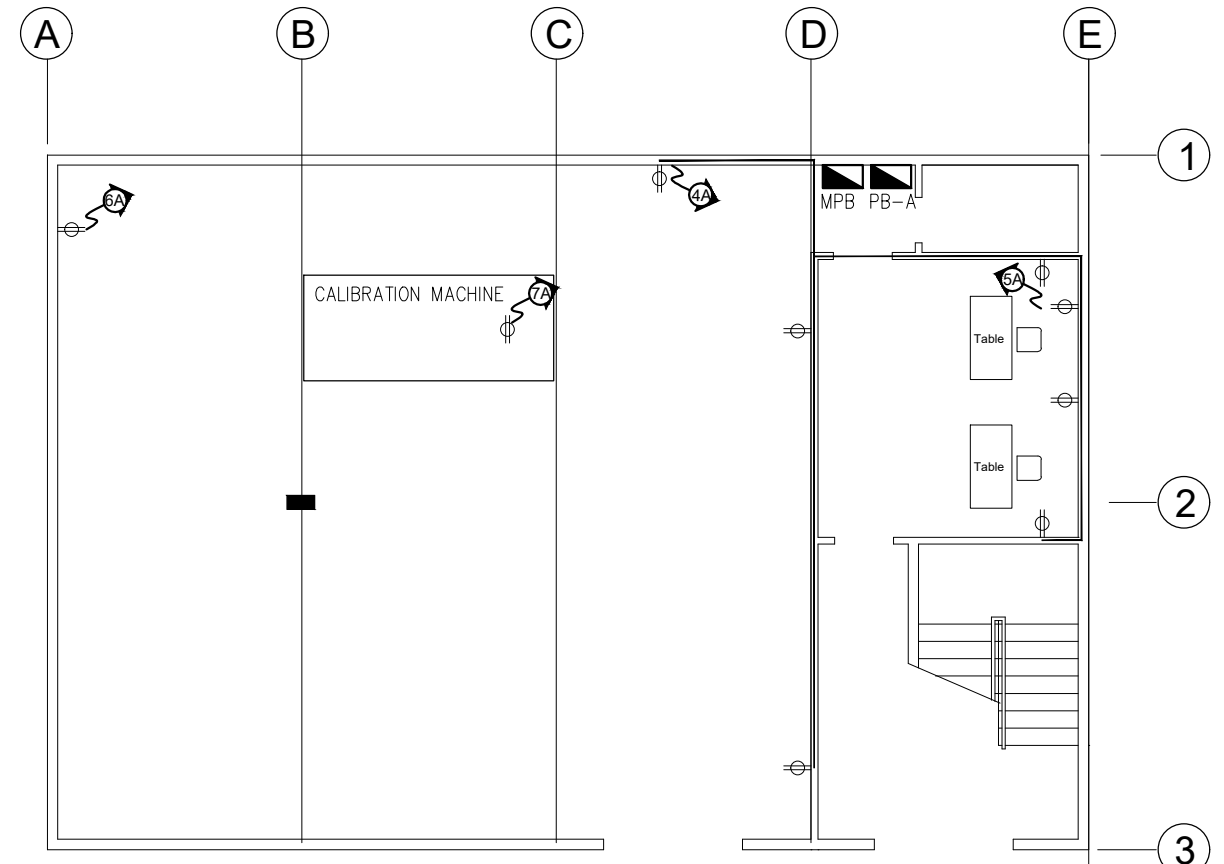 A B C D E
1
6A
4A
MPB PB-A
5A
CALIBRATION MACHINE
7A
Table
Table
2
3